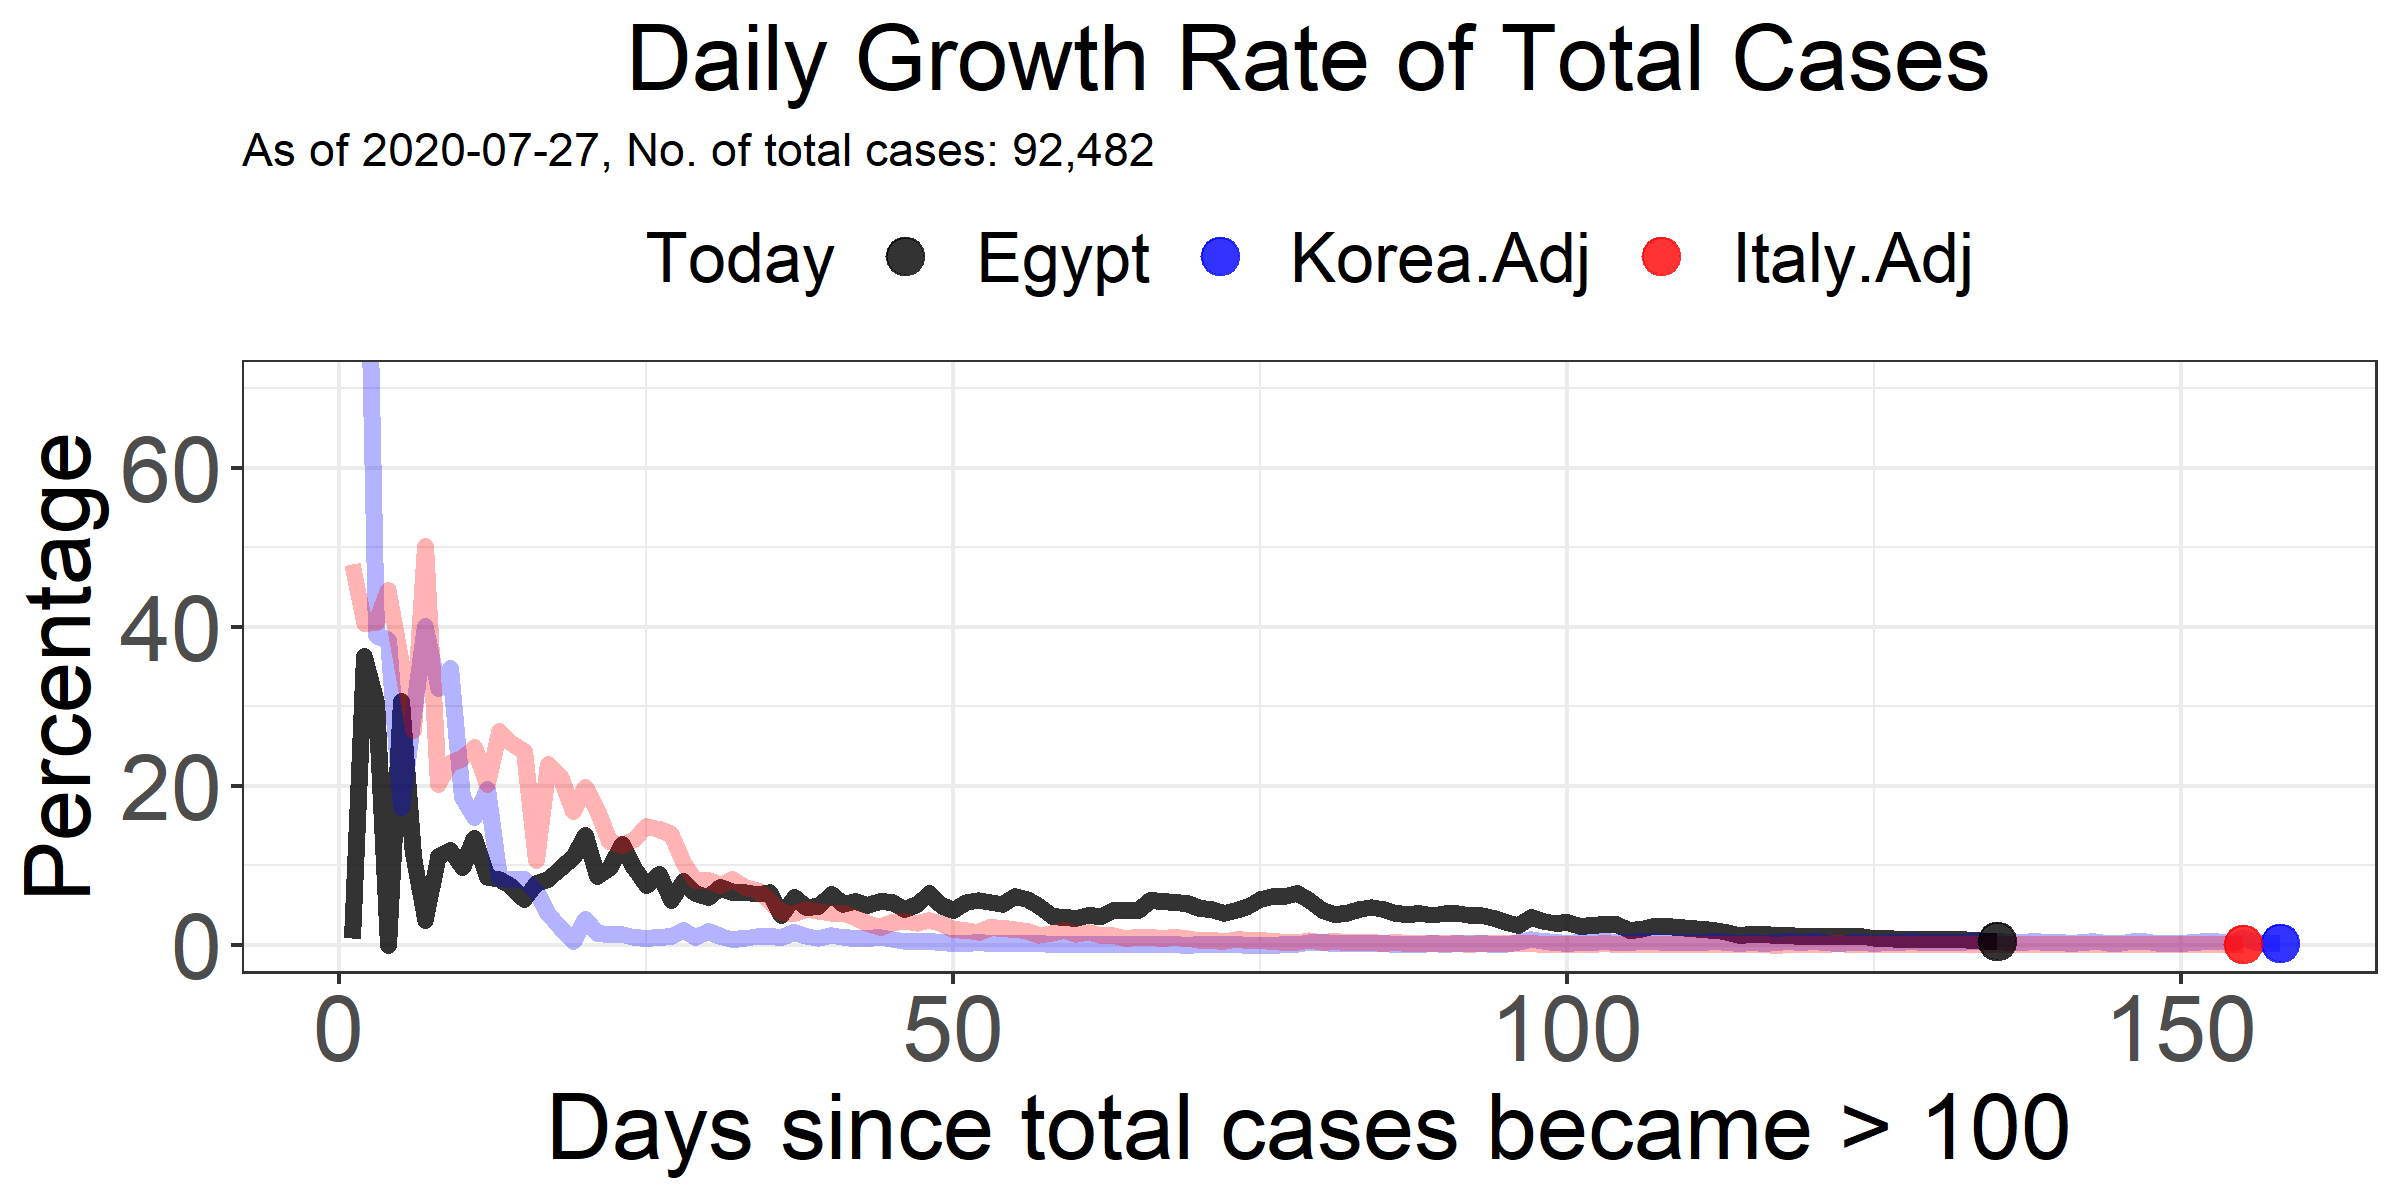 Daily Growth Rate of Total Cases
As of 2020-07-27, No. of total cases: 92,482
Today Egypt Korea.Adj Italy.Adj
Percentage
60
40
20
0
0 50 100 150
Days since total cases became > 100